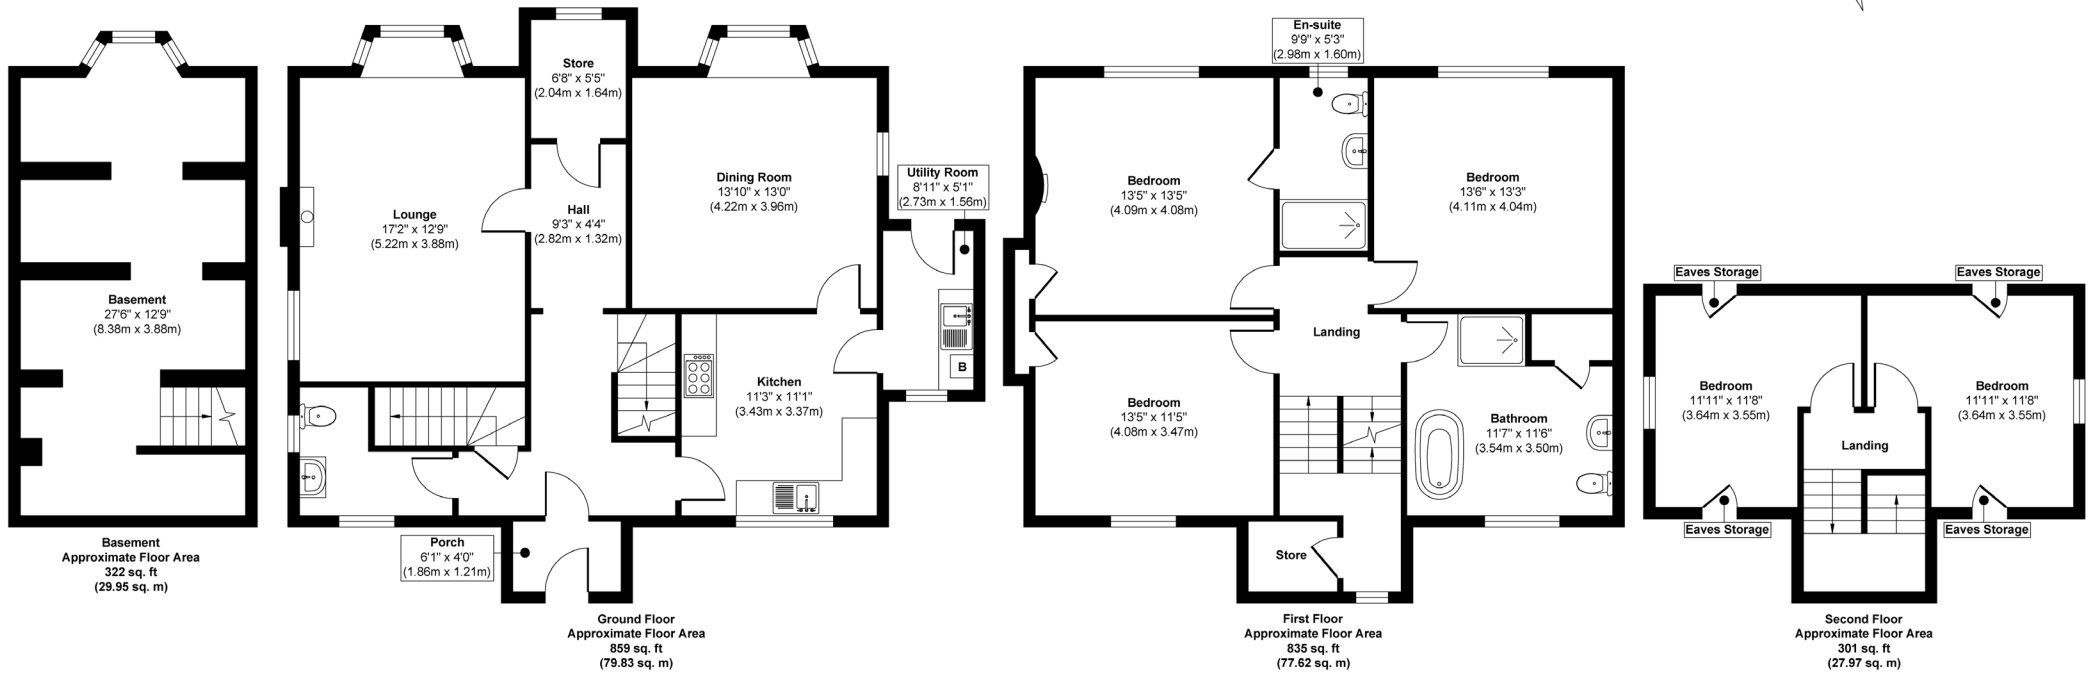 Basement
27'6" x 12'9"
(8.38m x 3.88m)
Basement
Approximate Floor Area
322 sq. ft
(29.95 sq. m)
Store
6'8" x 5'5"
(2.04m x 1.64m)
Lounge
17'2" x 12'9"
(5.22m x 3.88m)
Hall
9'3" x 4'4"
(2.82m x 1.32m)
Dining Room
13'10" x 13'0"
(4.22m x 3.96m)
Utility Room
8'11" x 5'1"
(2.73m x 1.56m)
B
Kitchen
11'3" x 11'1"
(3.43m x 3.37m)
Porch
6'1" x 4'0"
(1.86m x 1.21m)
Ground Floor
Approximate Floor Area
859 sq. ft
(79.83 sq. m)
En-suite
9'9" x 5'3"
(2.98m x 1.60m)
Bedroom
13'5" x 13'5"
(4.09m x 4.08m)
Bedroom
13'6" x 13'3"
(4.11m x 4.04m)
Landing
Bedroom
13'5" x 11'5"
(4.08m x 3.47m)
Bathroom
11'7" x 11'6"
(3.54m x 3.50m)
Store
First Floor
Approximate Floor Area
835 sq. ft
(77.62 sq. m)
Eaves Storage
Eaves Storage
Bedroom
11'11" x 11'8"
(3.64m x 3.55m)
Bedroom
11'11" x 11'8"
(3.64m x 3.55m)
Landing
Eaves Storage
Eaves Storage
Second Floor
Approximate Floor Area
301 sq. ft
(27.97 sq. m)